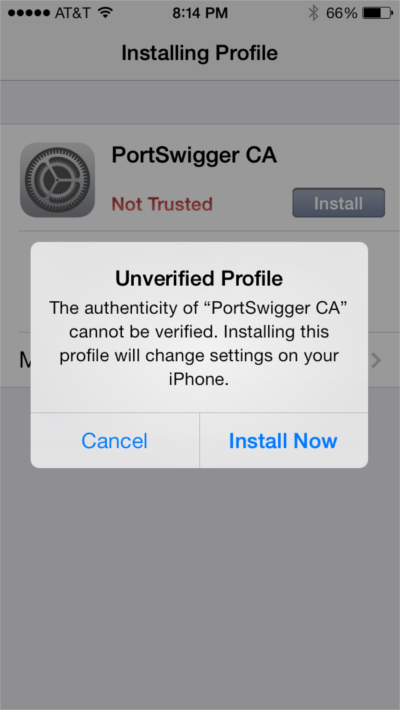 AT&T 8:14 PM 66%
Installing Profile
PortSwigger CA
Not Trusted Install
Unverified Profile
The authenticity of “PortSwigger CA”
cannot be verified. Installing this
profile will change settings on your
iPhone.
M
Cancel Install Now